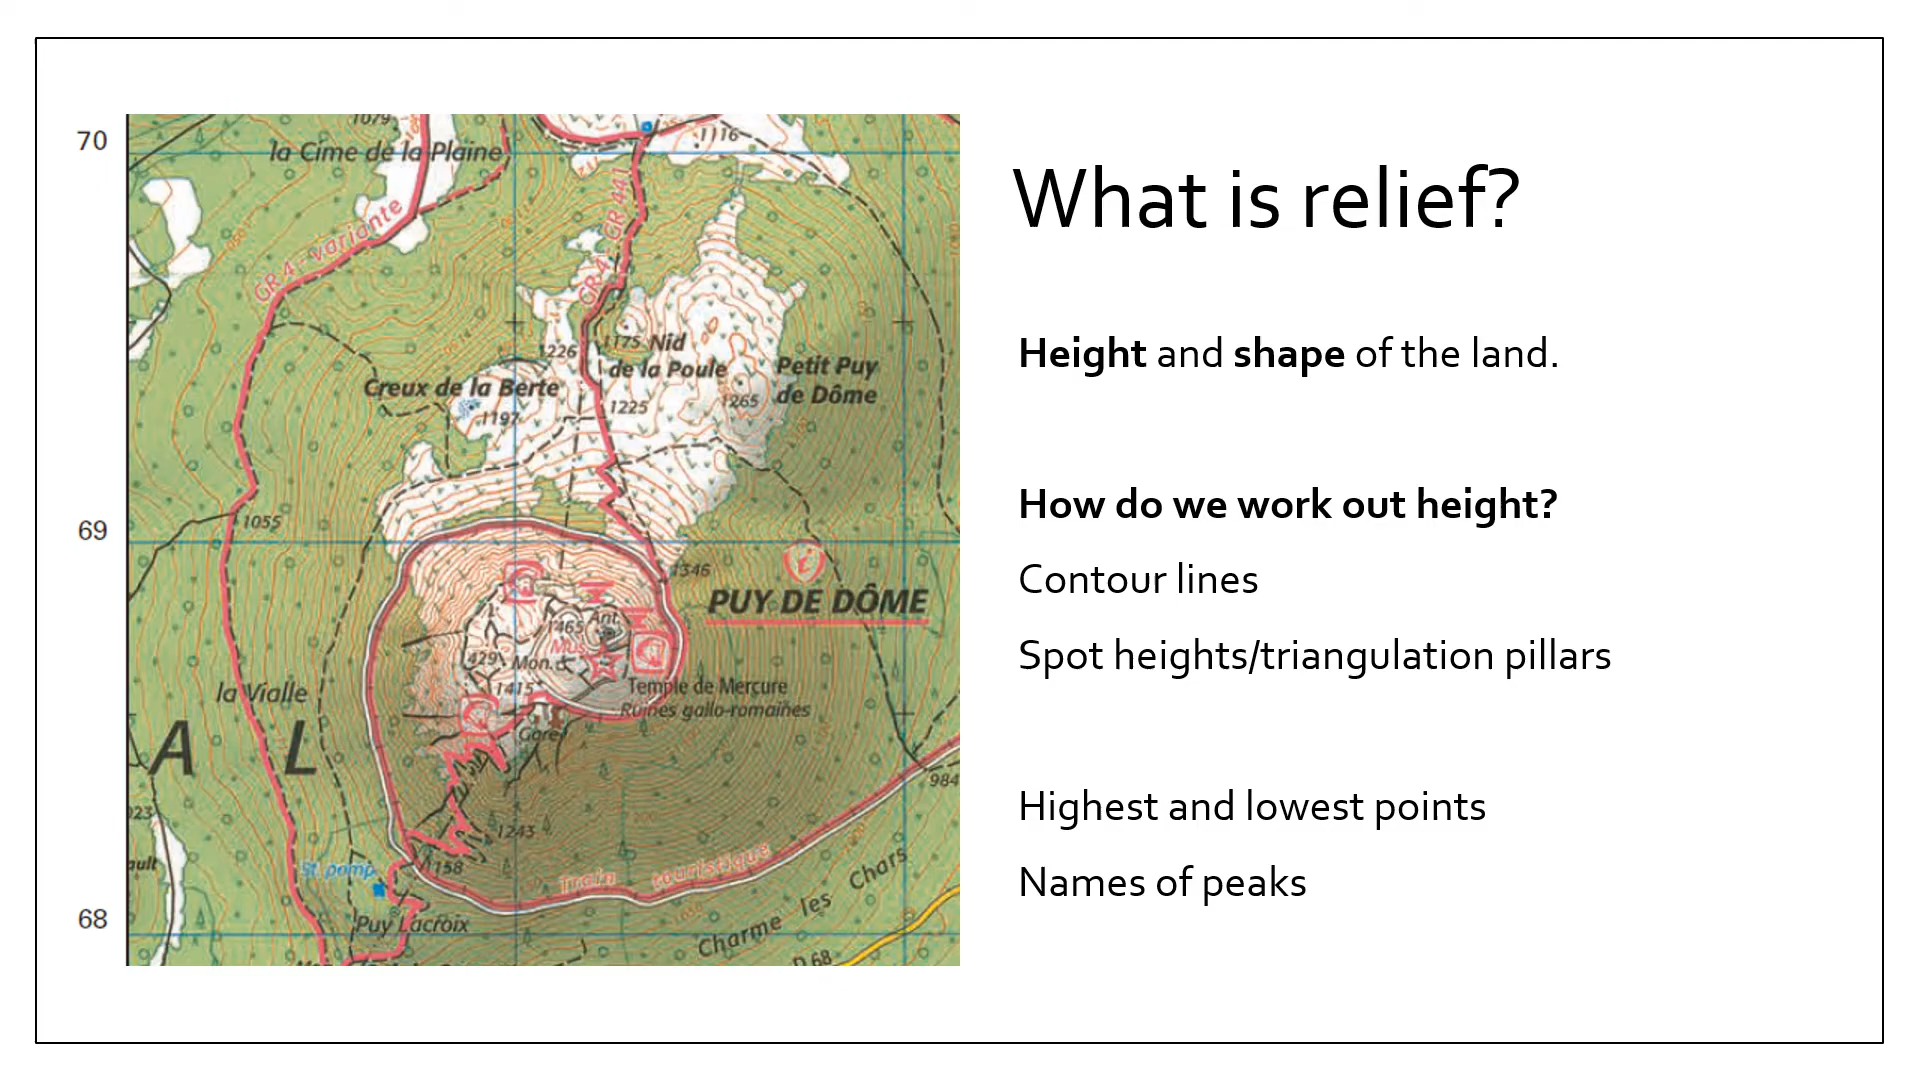 What is relief?
Height and shape of the land.
How do we work out height?
Contour lines
Spot heights/triangulation pillars
Highest and lowest points
Names of peaks
70
69
68
1079
la Cime de la Plaine
1116
GR 4 - variante
GR 4 - GR 441
1226
1175 Nid
de la Poule
Petit Puy
de Dôme
Creux de la Berte
1197
1225
1265
1055
1346
PUY DE DÔME
1465
Ant.
Mus.
429
Mon.
1415
Temple de Mercure
Ruines gallo-romaines
Gare
la Vialle
A L
984
1243
1158
Train touristique
St. pomp.
Puy Lacroix
Charme les Chars
D 68